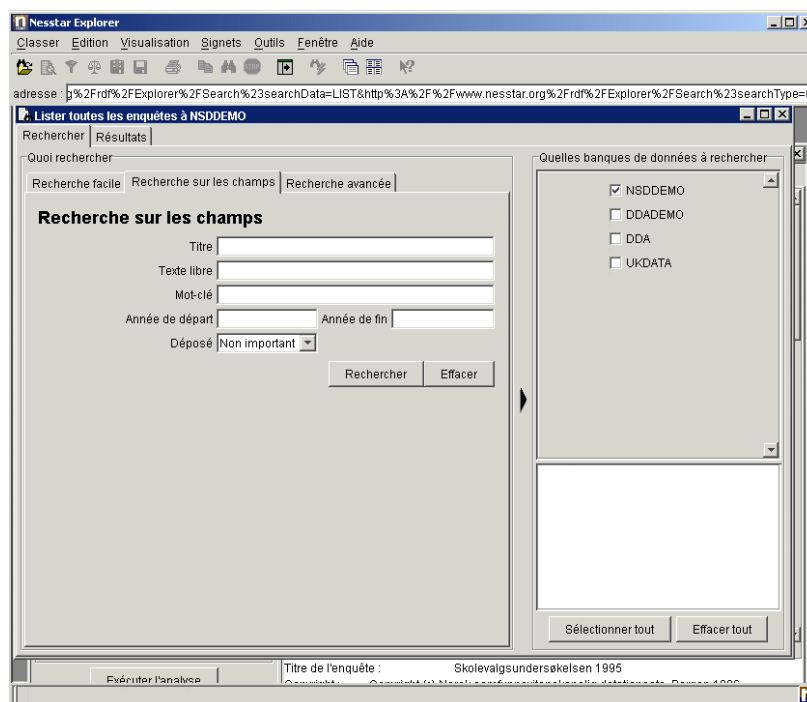 Nesstar Explorer
Classer Edition Visualisation Signets Outils Fenêtre Aide
adresse : g%2Frdf%2FExplorer%2FSearch%23searchData=LIST&http%3A%2F%2Fwww.nesstar.org%2Frdf%2FExplorer%2FSearch%23searchType=
Lister toutes les enquêtes à NSDDEMO
Rechercher Résultats
Quoi rechercher
Recherche facile Recherche sur les champs Recherche avancée
Recherche sur les champs
Titre
Texte libre
Mot-clé
Année de départ Année de fin
Déposé Non important
Rechercher Effacer
Quelles banques de données à rechercher
NSDDEMO
DDADEMO
DDA
UKDATA
Sélectionner tout Effacer tout
Titre de l'enquête : Skolevalgsundersøkelsen 1995
Exécuter l'analyse